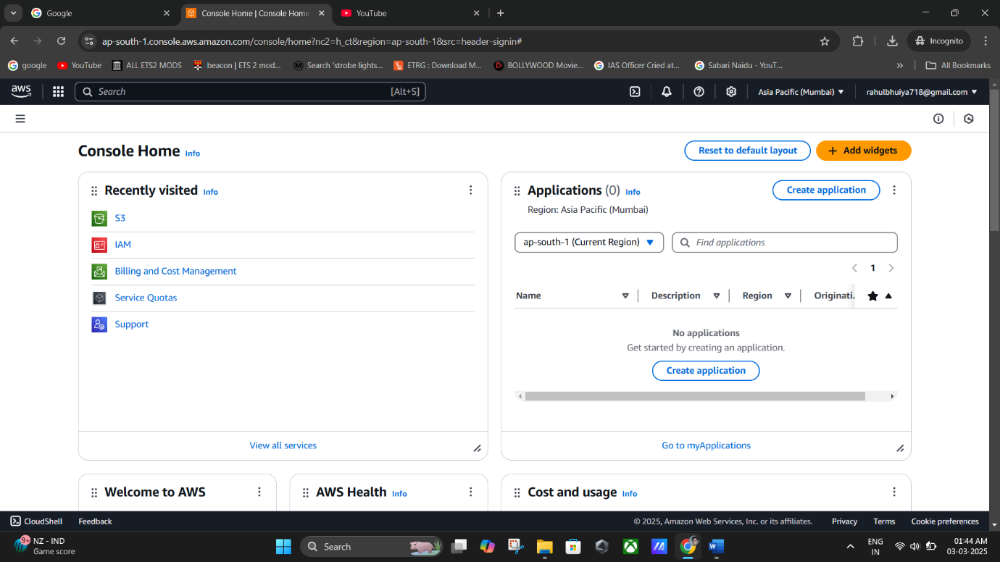 Google
Console Home | Console Home
YouTube
ap-south-1.console.aws.amazon.com/console/home?nc2=h_ct&region=ap-south-1&src=header-signin#
Incognito
google
YouTube
ALL ETS2 MODS
beacon | ETS 2 mod...
Search 'strobe lights...
ETRG : Download M...
BOLLYWOOD Movie...
IAS Officer Cried at...
Sabari Naidu - YouT...
All Bookmarks
aws
Search
[Alt+S]
Asia Pacific (Mumbai)
rahulbhuiya718@gmail.com
Console Home Info
Reset to default layout
+ Add widgets
Recently visited Info
S3
IAM
Billing and Cost Management
Service Quotas
Support
View all services
Applications (0) Info
Create application
Region: Asia Pacific (Mumbai)
ap-south-1 (Current Region)
Find applications
1
Name
Description
Region
Originati.
No applications
Get started by creating an application.
Create application
Go to myApplications
Welcome to AWS
AWS Health Info
Cost and usage Info
CloudShell
Feedback
© 2025, Amazon Web Services, Inc. or its affiliates.
Privacy
Terms
Cookie preferences
9+
NZ - IND
Game score
Search
ENG
IN
01:44 AM
03-03-2025